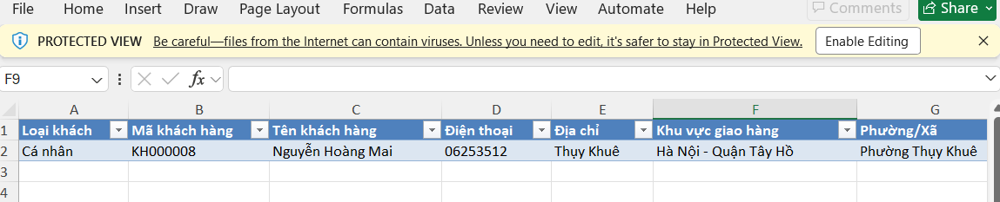 File Home Insert Draw Page Layout Formulas Data Review View Automate Help Comments Share
PROTECTED VIEW Be careful—files from the Internet can contain viruses. Unless you need to edit, it's safer to stay in Protected View. Enable Editing
F9 fx
A B C D E F G
1 Loại khách Mã khách hàng Tên khách hàng Điện thoại Địa chỉ Khu vực giao hàng Phường/Xã
2 Cá nhân KH000008 Nguyễn Hoàng Mai 06253512 Thụy Khuê Hà Nội - Quận Tây Hồ Phường Thụy Khuê
3
4